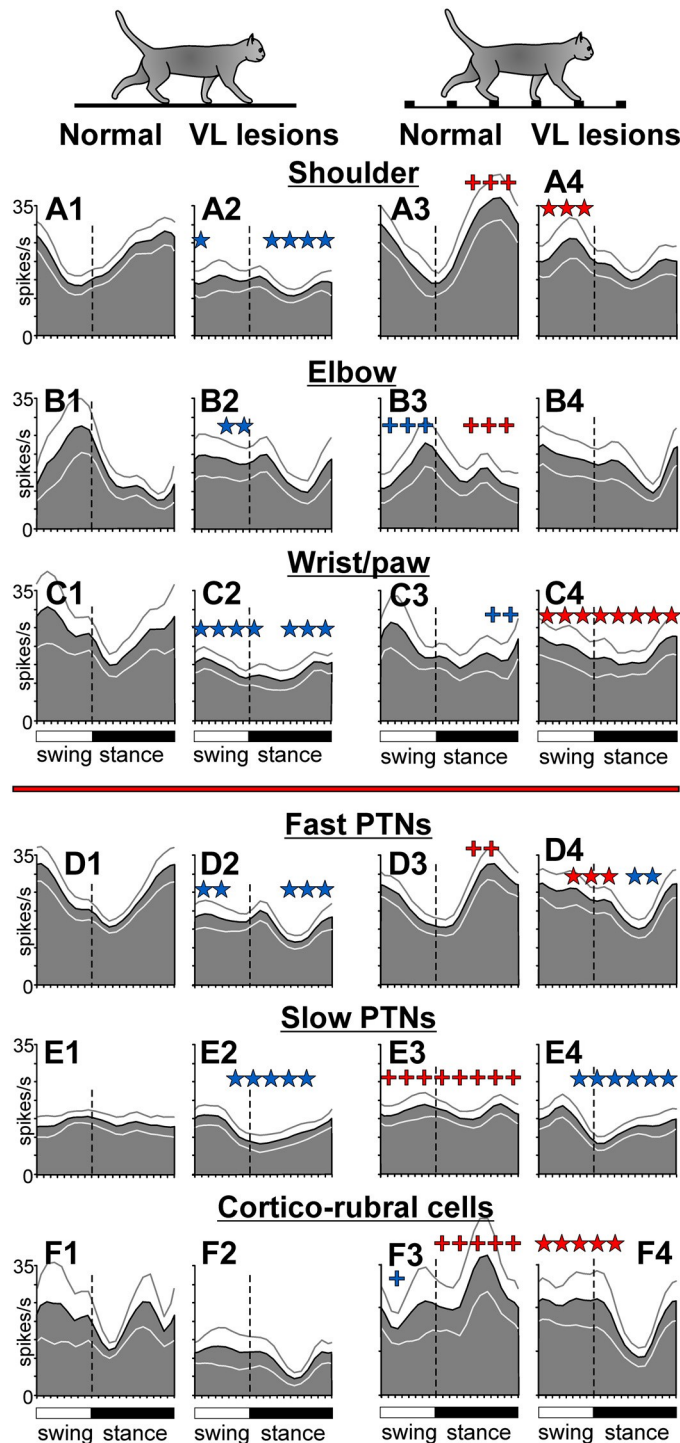 Normal VL lesions Normal VL lesions
Shoulder
A1 A2 A3 A4
35
spikes/s
0
Elbow
B1 B2 B3 B4
35
spikes/s
0
Wrist/paw
C1 C2 C3 C4
35
spikes/s
0
swing stance swing stance swing stance swing stance
Fast PTNs
D1 D2 D3 D4
35
spikes/s
0
Slow PTNs
E1 E2 E3 E4
35
spikes/s
0
Cortico-rubral cells
F1 F2 F3 F4
35
spikes/s
0
swing stance swing stance swing stance swing stance